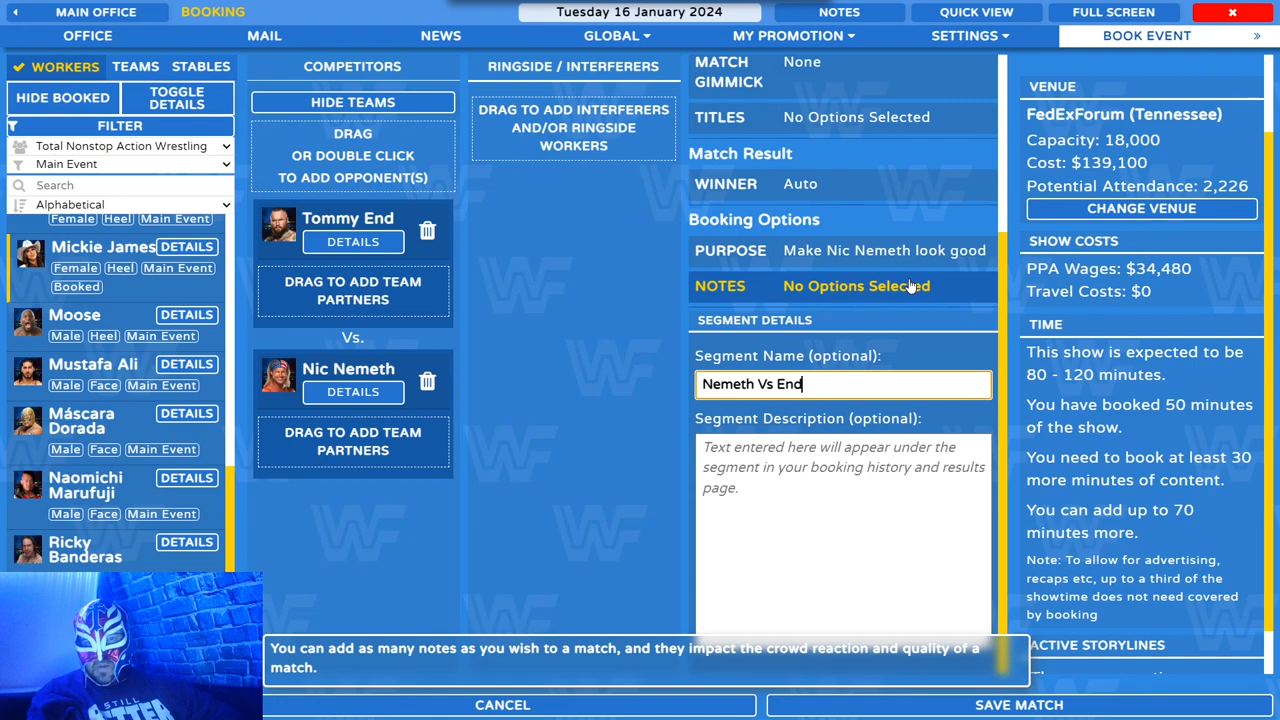 MAIN OFFICE
BOOKING
Tuesday 16 January 2024
NOTES
QUICK VIEW
FULL SCREEN
OFFICE
MAIL
NEWS
GLOBAL
MY PROMOTION
SETTINGS
BOOK EVENT
WORKERS
TEAMS
STABLES
HIDE BOOKED
TOGGLE
DETAILS
FILTER
Total Nonstop Action Wrestling
Main Event
Search
Alphabetical
Female Heel Main Event
Mickie James
DETAILS
Female Heel Main Event
Booked
Moose
DETAILS
Male Heel Main Event
Mustafa Ali
DETAILS
Male Face Main Event
Máscara
Dorada
DETAILS
Male Face Main Event
Naomichi
Marufuji
DETAILS
Male Face Main Event
Ricky
Banderas
DETAILS
COMPETITORS
HIDE TEAMS
DRAG
OR DOUBLE CLICK
TO ADD OPPONENT(S)
Tommy End
DETAILS
DRAG TO ADD TEAM
PARTNERS
Vs.
Nic Nemeth
DETAILS
DRAG TO ADD TEAM
PARTNERS
RINGSIDE / INTERFERERS
DRAG TO ADD INTERFERERS
AND/OR RINGSIDE
WORKERS
MATCH
GIMMICK
None
TITLES
No Options Selected
Match Result
WINNER
Auto
Booking Options
PURPOSE
Make Nic Nemeth look good
NOTES
No Options Selected
SEGMENT DETAILS
Segment Name (optional):
Nemeth Vs End
Segment Description (optional):
Text entered here will appear under the
segment in your booking history and results
page.
VENUE
FedExForum (Tennessee)
Capacity: 18,000
Cost: $139,100
Potential Attendance: 2,226
CHANGE VENUE
SHOW COSTS
PPA Wages: $34,480
Travel Costs: $0
TIME
This show is expected to be
80 - 120 minutes.
You have booked 50 minutes
of the show.
You need to book at least 30
more minutes of content.
You can add up to 70
minutes more.
Note: To allow for advertising,
recaps etc, up to a third of the
showtime does not need covered
by booking
ACTIVE STORYLINES
You can add as many notes as you wish to a match, and they impact the crowd reaction and quality of a
match.
CANCEL
SAVE MATCH
STILL